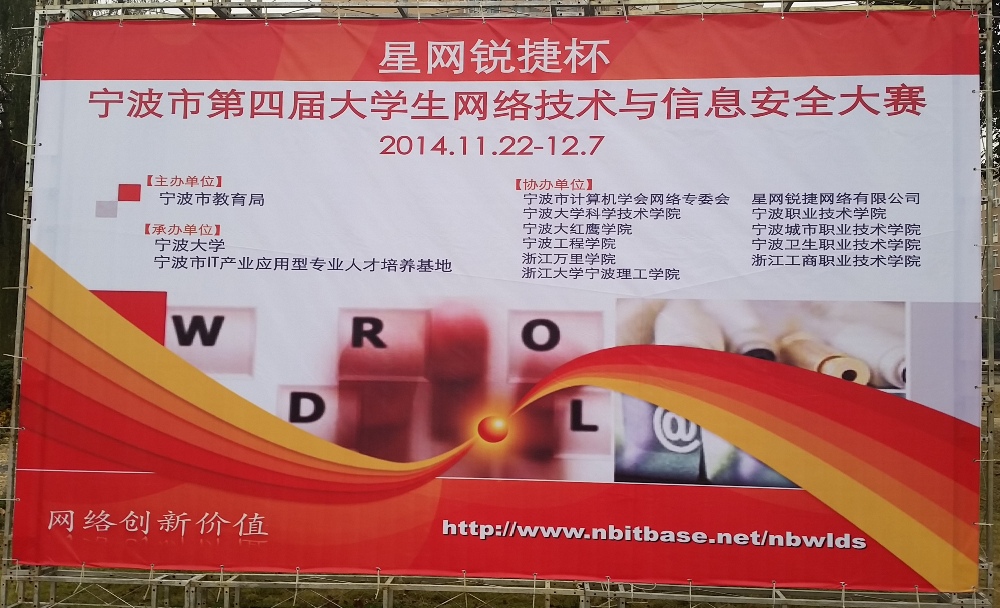 星网锐捷杯
宁波市第四届大学生网络技术与信息安全大赛
2014.11.22-12.7
【主办单位】
宁波市教育局
【承办单位】
宁波大学
宁波市IT产业应用型专业人才培养基地
【协办单位】
宁波市计算机学会网络专委会
宁波大学科学技术学院
宁波大红鹰学院
宁波工程学院
浙江万里学院
浙江大学宁波理工学院
星网锐捷网络有限公司
宁波职业技术学院
宁波城市职业技术学院
宁波卫生职业技术学院
浙江工商职业技术学院
W R O
D L @
网络创新价值
http://www.nbitbase.net/nbwlds